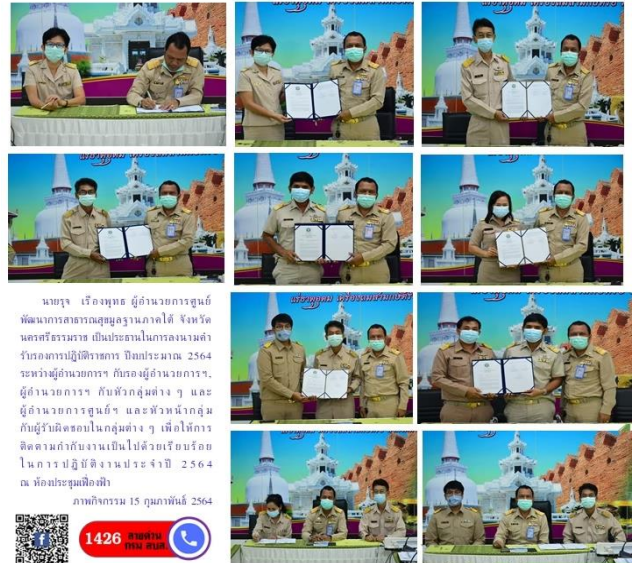 นายรุจ เรืองพุทธ ผู้อำนวยการศูนย์
พัฒนาการสาธารณสุขมูลฐานภาคใต้ จังหวัด
นครศรีธรรมราช เป็นประธานในการลงนามคำ
รับรองการปฏิบัติราชการ ปีงบประมาณ 2564
ระหว่างผู้อำนวยการฯ กับรองผู้อำนวยการฯ,
ผู้อำนวยการฯ กับหัวกลุ่มต่าง ๆ และ
ผู้อำนวยการศูนย์ฯ และหัวหน้ากลุ่ม
กับผู้รับผิดชอบในกลุ่มต่าง ๆ เพื่อให้การ
ติดตามกำกับงานเป็นไปด้วยเรียบร้อย
ในการปฏิบัติงานประจำปี 2564
ณ ห้องประชุมเฟื่องฟ้า
ภาพกิจกรรม 15 กุมภาพันธ์ 2564
1426 สายด่วน
กรม สบส.